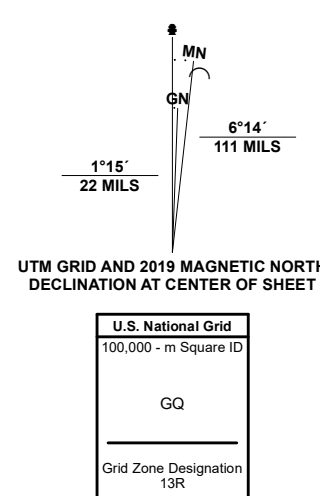 MN
GN
6°14´
111 MILS
1°15´
22 MILS
UTM GRID AND 2019 MAGNETIC NORTH
DECLINATION AT CENTER OF SHEET
U.S. National Grid
100,000 - m Square ID
GQ
Grid Zone Designation
13R